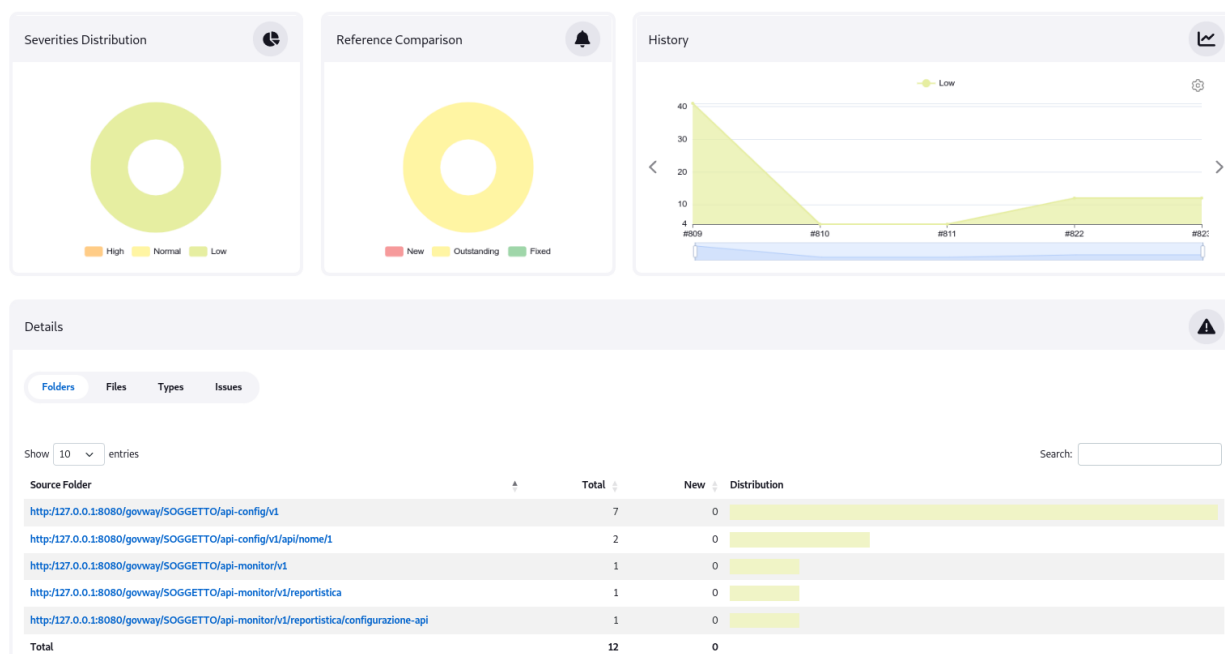 Severities Distribution
Reference Comparison
History
High Normal Low
New Outstanding Fixed
Low
40
30
20
10
4
#809 #810 #811 #822 #823
Details
Folders Files Types Issues
Show 10 entries
Search:
Source Folder Total New Distribution
http:/127.0.0.1:8080/govway/SOGGETTO/api-config/v1 7 0
http:/127.0.0.1:8080/govway/SOGGETTO/api-config/v1/api/nome/1 2 0
http:/127.0.0.1:8080/govway/SOGGETTO/api-monitor/v1 1 0
http:/127.0.0.1:8080/govway/SOGGETTO/api-monitor/v1/reportistica 1 0
http:/127.0.0.1:8080/govway/SOGGETTO/api-monitor/v1/reportistica/configurazione-api 1 0
Total 12 0